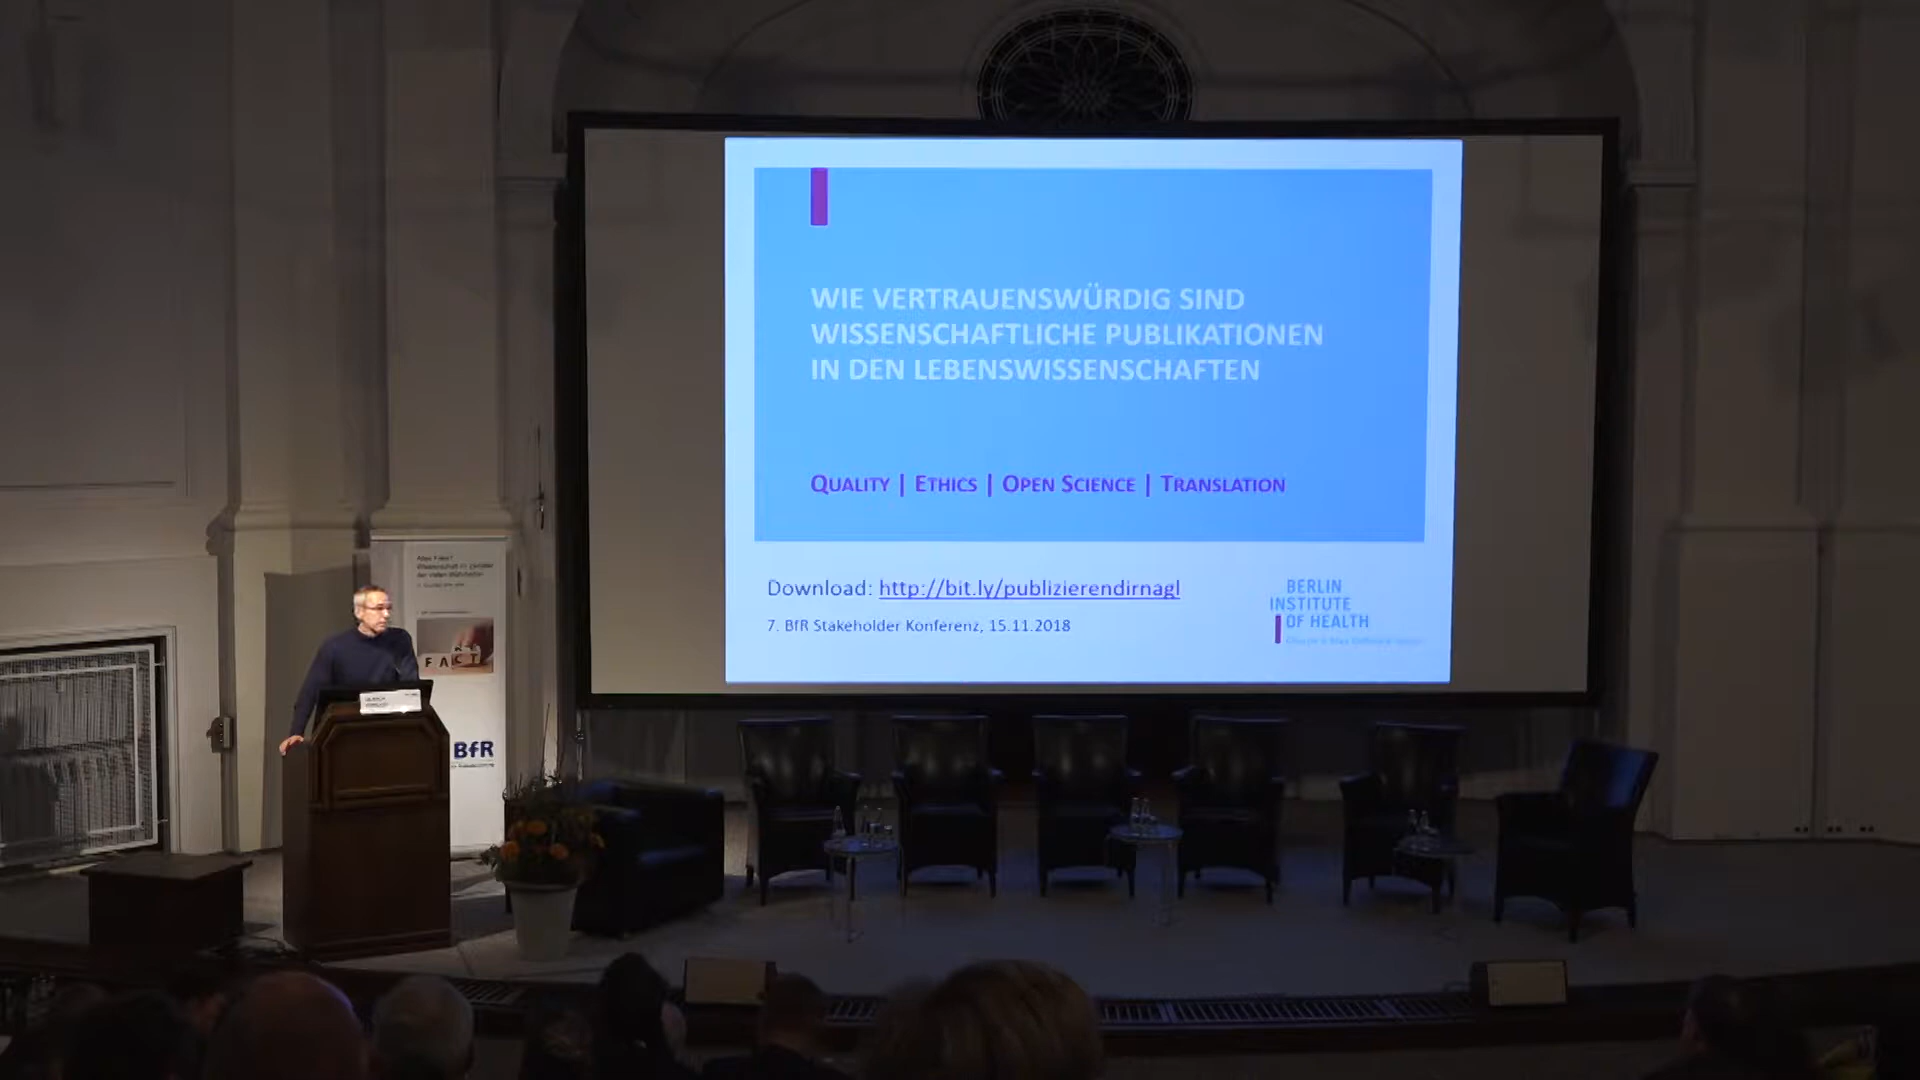 WIE VERTRAUENSWÜRDIG SIND
WISSENSCHAFTLICHE PUBLIKATIONEN
IN DEN LEBENSWISSENSCHAFTEN
QUALITY | ETHICS | OPEN SCIENCE | TRANSLATION
Download: http://bit.ly/publizierendirnagl
7. BfR Stakeholder Konferenz, 15.11.2018
BERLIN
INSTITUTE
OF HEALTH
FACT
BfR